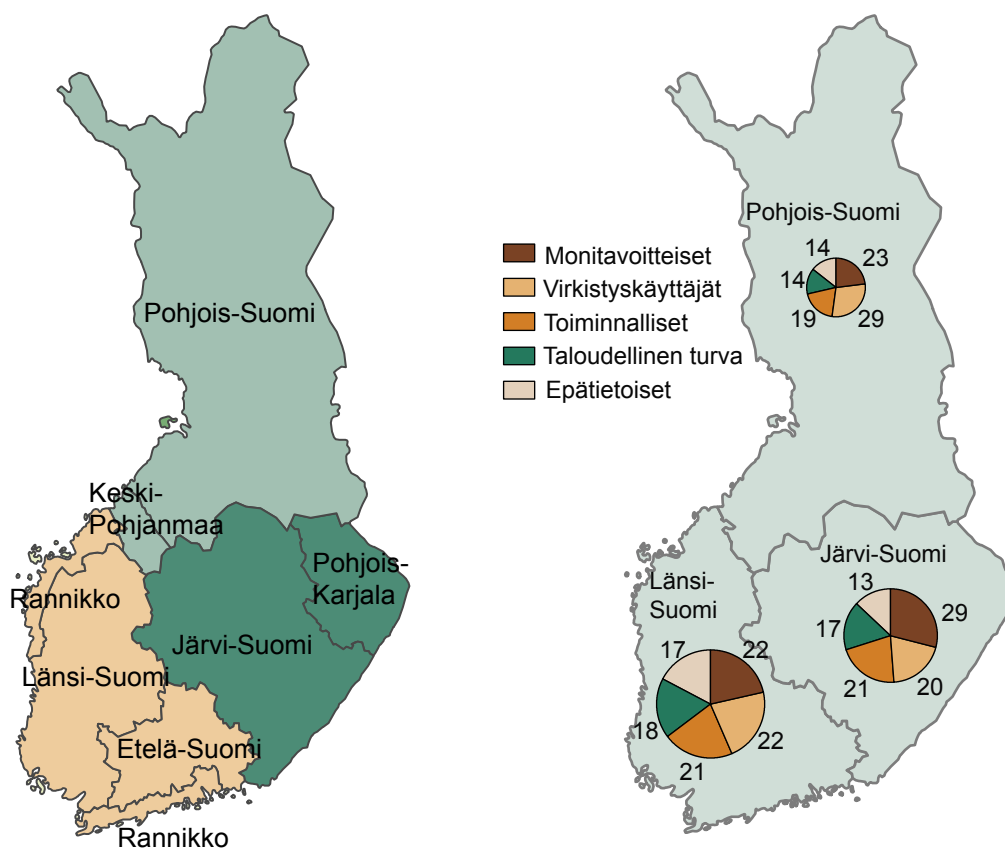 Pohjois-Suomi
Keski-
Pohjanmaa
Pohjois-
Karjala
Rannikko
Järvi-Suomi
Länsi-Suomi
Etelä-Suomi
Rannikko
Monitavoitteiset
Virkistyskäyttäjät
Toiminnalliset
Taloudellinen turva
Epätietoiset
Pohjois-Suomi
14
23
14
19
29
Järvi-Suomi
13
29
17
21
20
Länsi-
Suomi
17
22
18
22
21